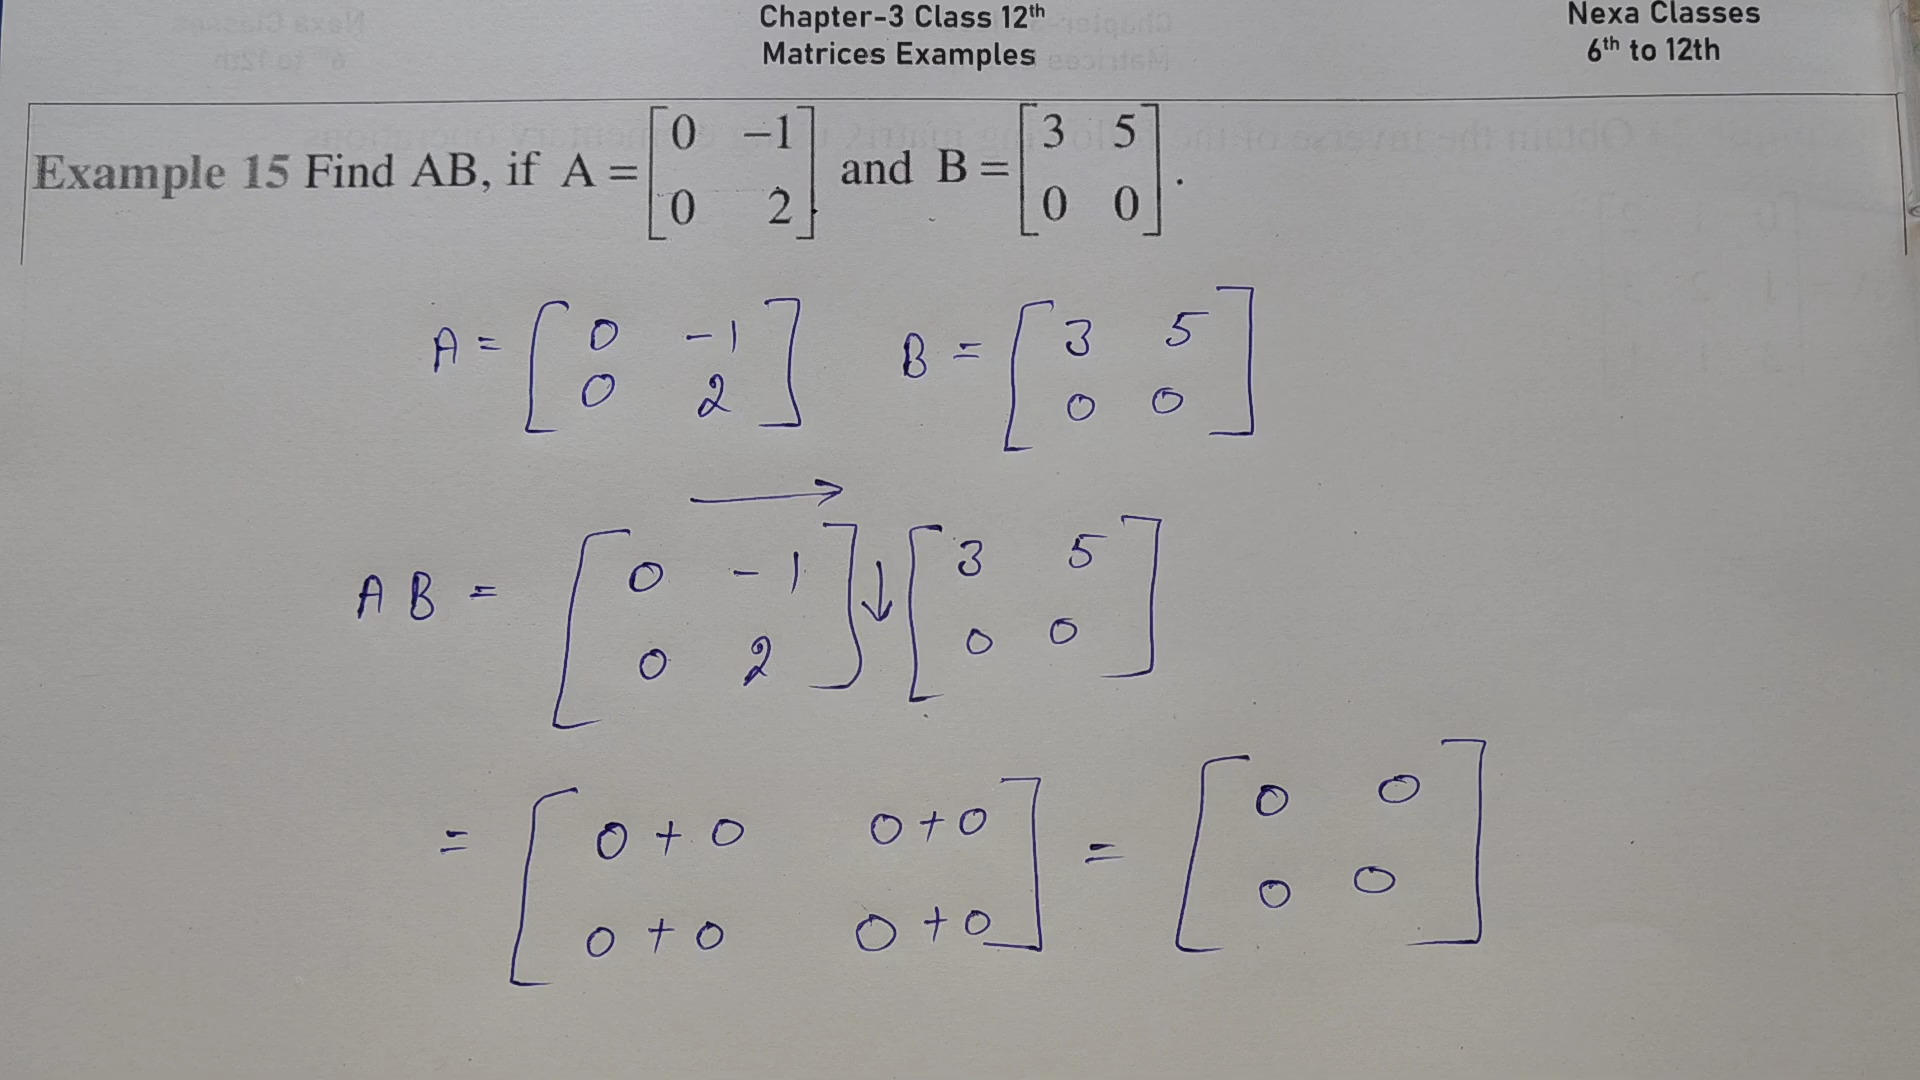 Chapter-3 Class 12th
Matrices Examples
Nexa Classes
6th to 12th
Example 15 Find AB, if A = [0 -1; 0 2] and B = [3 5; 0 0].
A = [0 -1; 0 2] B = [3 5; 0 0]
→
AB = [0 -1; 0 2] ↓ [3 5; 0 0]
= [0+0 0+0; 0+0 0+0] = [0 0; 0 0]